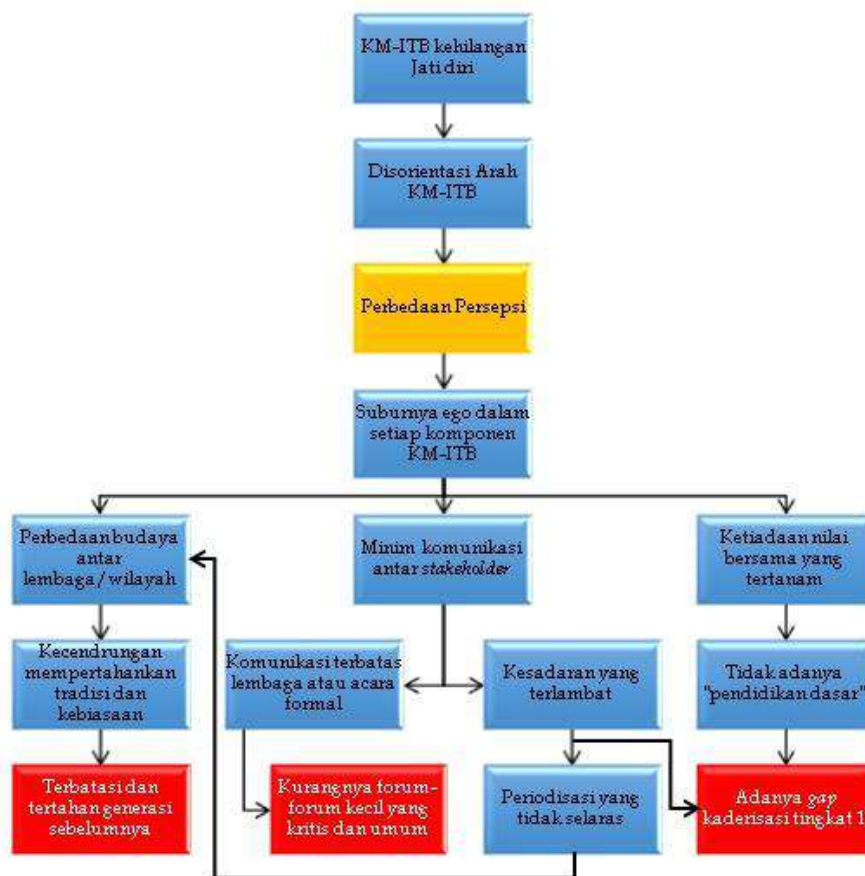 KM-ITB kehilangan
Jati diri
Disorientasi Arah
KM-ITB
Perbedaan Persepsi
Suburnya ego dalam
setiap komponen
KM-ITB
Perbedaan budaya
antar
lembaga/wilayah
Minim komunikasi
antar stakeholder
Ketiadaan nilai
bersama yang
tertanam
Kecendrungan
mempertahankan
tradisi dan
kebiasaan
Komunikasi terbatas
lembaga atau acara
formal
Kesadaran yang
terlambat
Tidak adanya
"pendidikan dasar"
Terbatasi dan
tertahan generasi
sebelumnya
Kurangnya forum-
forum kecil yang
kritis dan umum
Periodisasi yang
tidak selaras
Adanya gap
kaderisasi tingkat 1